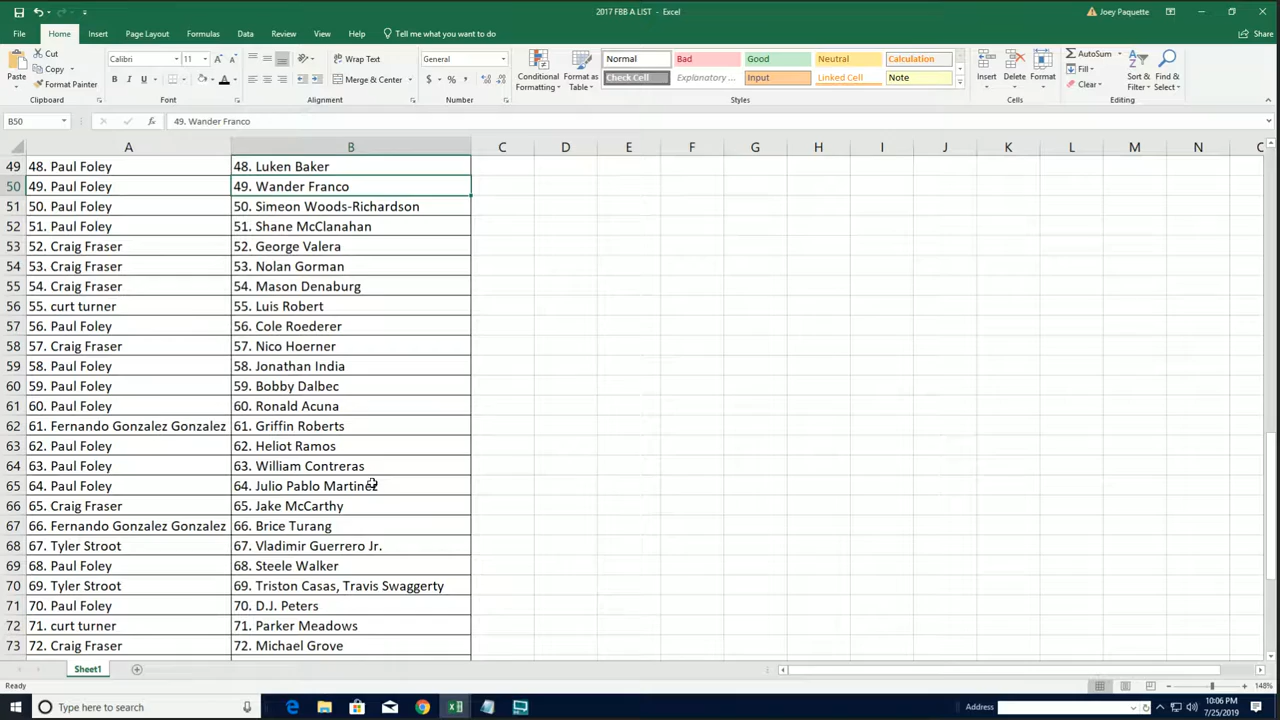 2017 FBB A LIST - Excel
Joey Paquette
File Home Insert Page Layout Formulas Data Review View Help Tell me what you want to do Share
Paste Cut Copy Format Painter Clipboard
Calibri 11 B I U A A A Font
Wrap Text Merge & Center Alignment
General $ % , Number
Conditional Formatting Format as Table
Normal Bad Good Neutral Calculation
Check Cell Explanatory ... Input Linked Cell Note
Styles
Insert Delete Format Cells
AutoSum Fill Clear Sort & Filter Find & Select Editing
B50 fx 49. Wander Franco
A B C D E F G H I J K L M N
49 48. Paul Foley 48. Luken Baker
50 49. Paul Foley 49. Wander Franco
51 50. Paul Foley 50. Simeon Woods-Richardson
52 51. Paul Foley 51. Shane McClanahan
53 52. Craig Fraser 52. George Valera
54 53. Craig Fraser 53. Nolan Gorman
55 54. Craig Fraser 54. Mason Denaburg
56 55. curt turner 55. Luis Robert
57 56. Paul Foley 56. Cole Roederer
58 57. Craig Fraser 57. Nico Hoerner
59 58. Paul Foley 58. Jonathan India
60 59. Paul Foley 59. Bobby Dalbec
61 60. Paul Foley 60. Ronald Acuna
62 61. Fernando Gonzalez Gonzalez 61. Griffin Roberts
63 62. Paul Foley 62. Heliot Ramos
64 63. Paul Foley 63. William Contreras
65 64. Paul Foley 64. Julio Pablo Martinez
66 65. Craig Fraser 65. Jake McCarthy
67 66. Fernando Gonzalez Gonzalez 66. Brice Turang
68 67. Tyler Stroot 67. Vladimir Guerrero Jr.
69 68. Paul Foley 68. Steele Walker
70 69. Tyler Stroot 69. Triston Casas, Travis Swaggerty
71 70. Paul Foley 70. D.J. Peters
72 71. curt turner 71. Parker Meadows
73 72. Craig Fraser 72. Michael Grove
Sheet1
Ready 148%
Type here to search
Address
10:06 PM
7/25/2019